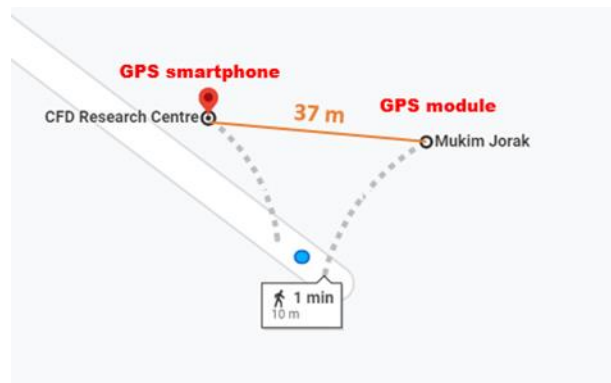 GPS smartphone
CFD Research Centre
37 m
GPS module
Mukim Jorak
1 min
10 m